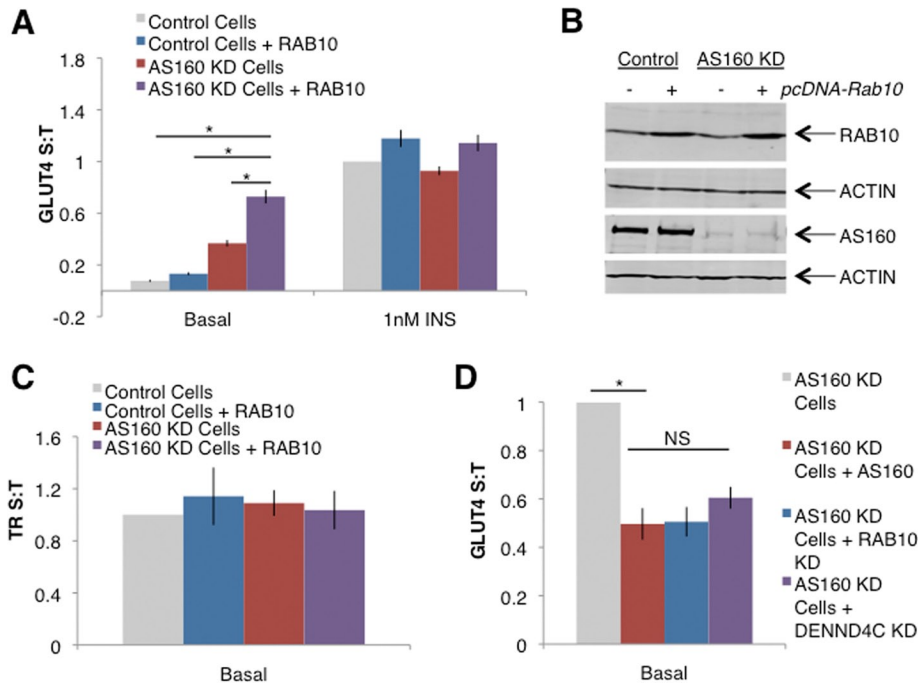 A
Control Cells
Control Cells + RAB10
AS160 KD Cells
AS160 KD Cells + RAB10
GLUT4 S:T
1.8
1.4
1
0.6
0.2
-0.2
*
*
*
Basal
1nM INS
B
Control AS160 KD
- + - + pcDNA-Rab10
RAB10
ACTIN
AS160
ACTIN
C
Control Cells
Control Cells + RAB10
AS160 KD Cells
AS160 KD Cells + RAB10
TR S:T
1.6
1.2
0.8
0.4
0
Basal
D
GLUT4 S:T
1
0.8
0.6
0.4
0.2
0
*
NS
Basal
AS160 KD
Cells
AS160 KD
Cells + AS160
AS160 KD
Cells + RAB10
KD
AS160 KD
Cells +
DENND4C KD